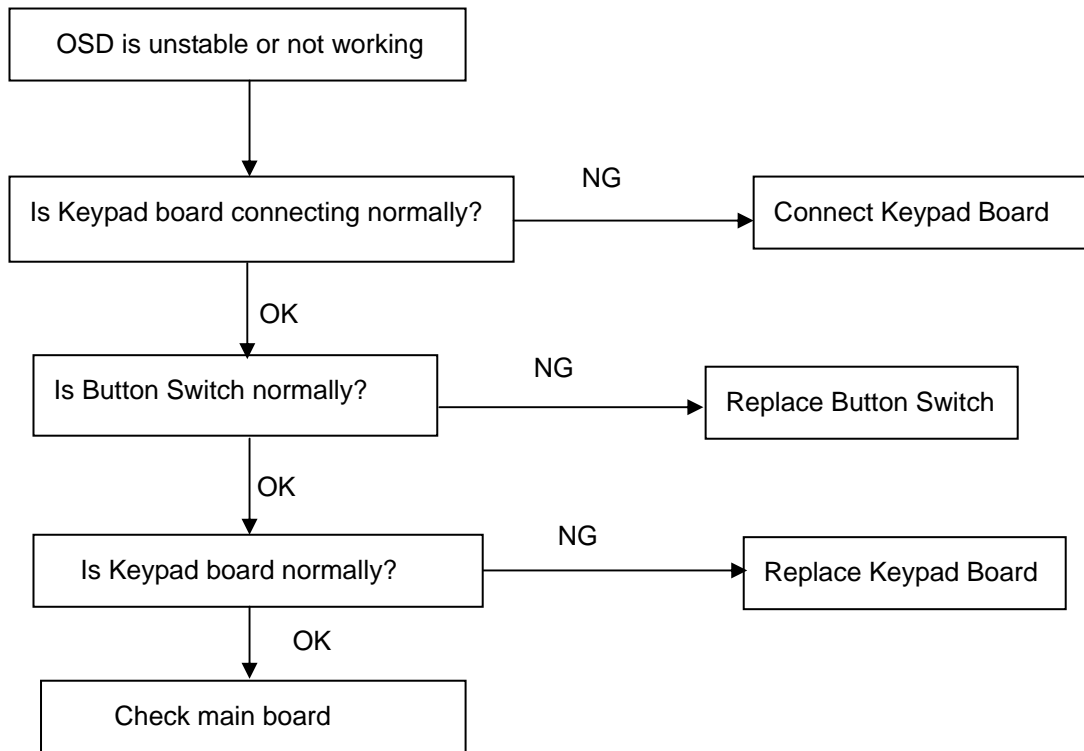 OSD is unstable or not working
NG
Is Keypad board connecting normally?
Connect Keypad Board
OK
NG
Is Button Switch normally?
Replace Button Switch
OK
NG
Is Keypad board normally?
Replace Keypad Board
OK
Check main board